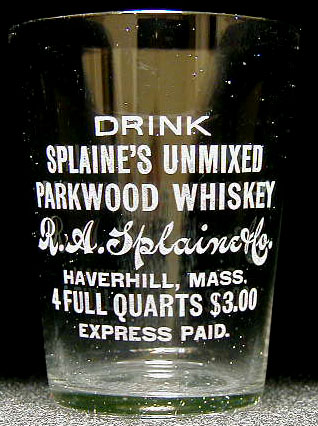 DRINK
SPLAINE'S UNMIXED
PARKWOOD WHISKEY
R.A. Splaine & Co.
HAVERHILL, MASS.
4 FULL QUARTS $3.00
EXPRESS PAID.